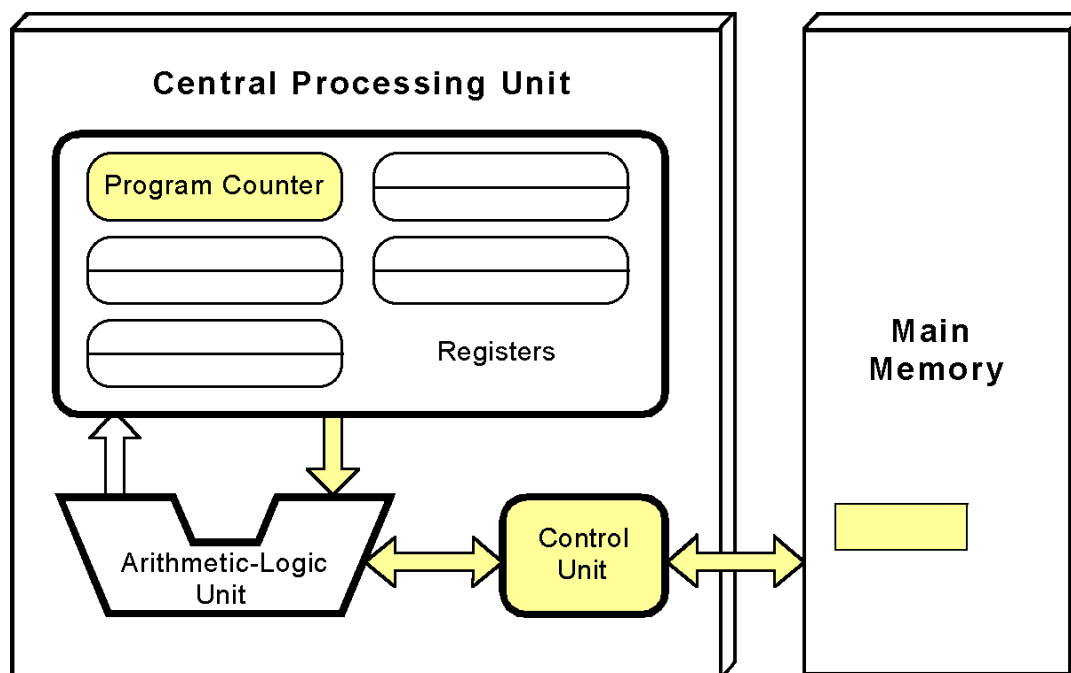 Central Processing Unit
Program Counter
Registers
Main
Memory
Arithmetic-Logic
Unit
Control
Unit